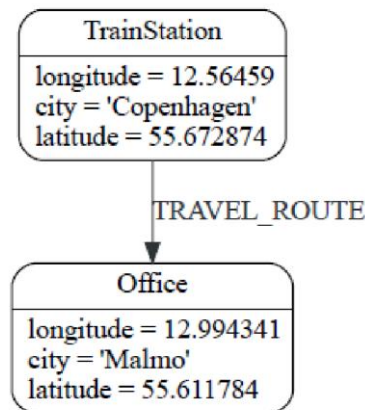 TrainStation
longitude = 12.56459
city = 'Copenhagen'
latitude = 55.672874
TRAVEL_ROUTE
Office
longitude = 12.994341
city = 'Malmo'
latitude = 55.611784